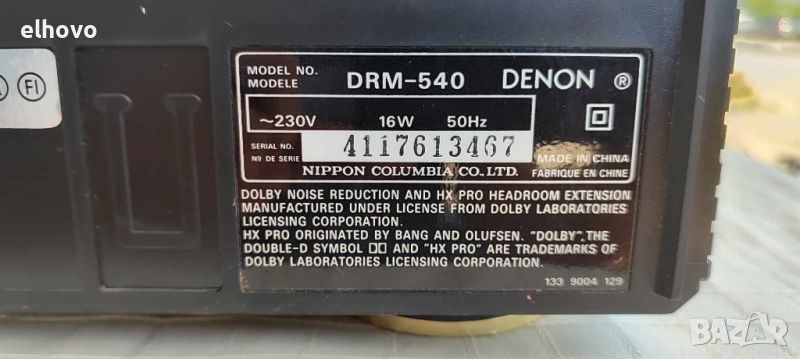 elhovo
FI
MODEL NO.
MODELE
DRM-540 DENON ®
~230V 16W 50Hz
SERIAL NO.
Nº DE SERIE
4117613467
MADE IN CHINA
FABRIQUE EN CHINE
NIPPON COLUMBIA CO., LTD.
DOLBY NOISE REDUCTION AND HX PRO HEADROOM EXTENSION
MANUFACTURED UNDER LICENSE FROM DOLBY LABORATORIES
LICENSING CORPORATION.
HX PRO ORIGINATED BY BANG AND OLUFSEN. "DOLBY", THE
DOUBLE-D SYMBOL AND "HX PRO" ARE TRADEMARKS OF
DOLBY LABORATORIES LICENSING CORPORATION.
133 9004 129
BAZAR